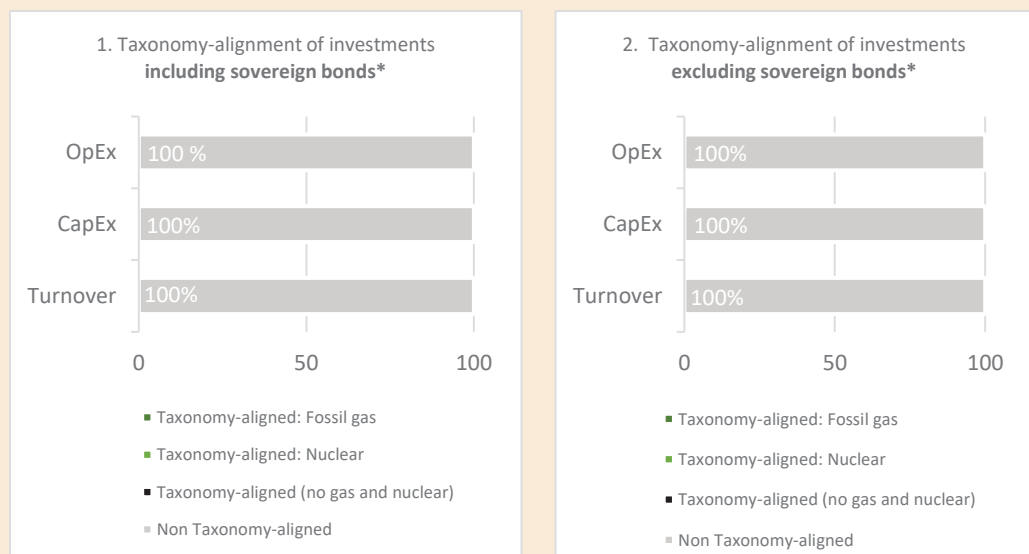 1. Taxonomy-alignment of investments
including sovereign bonds*
OpEx
100 %
CapEx
100%
Turnover
100%
0 50 100
Taxonomy-aligned: Fossil gas
Taxonomy-aligned: Nuclear
Taxonomy-aligned (no gas and nuclear)
Non Taxonomy-aligned
2. Taxonomy-alignment of investments
excluding sovereign bonds*
OpEx
100%
CapEx
100%
Turnover
100%
0 50 100
Taxonomy-aligned: Fossil gas
Taxonomy-aligned: Nuclear
Taxonomy-aligned (no gas and nuclear)
Non Taxonomy-aligned